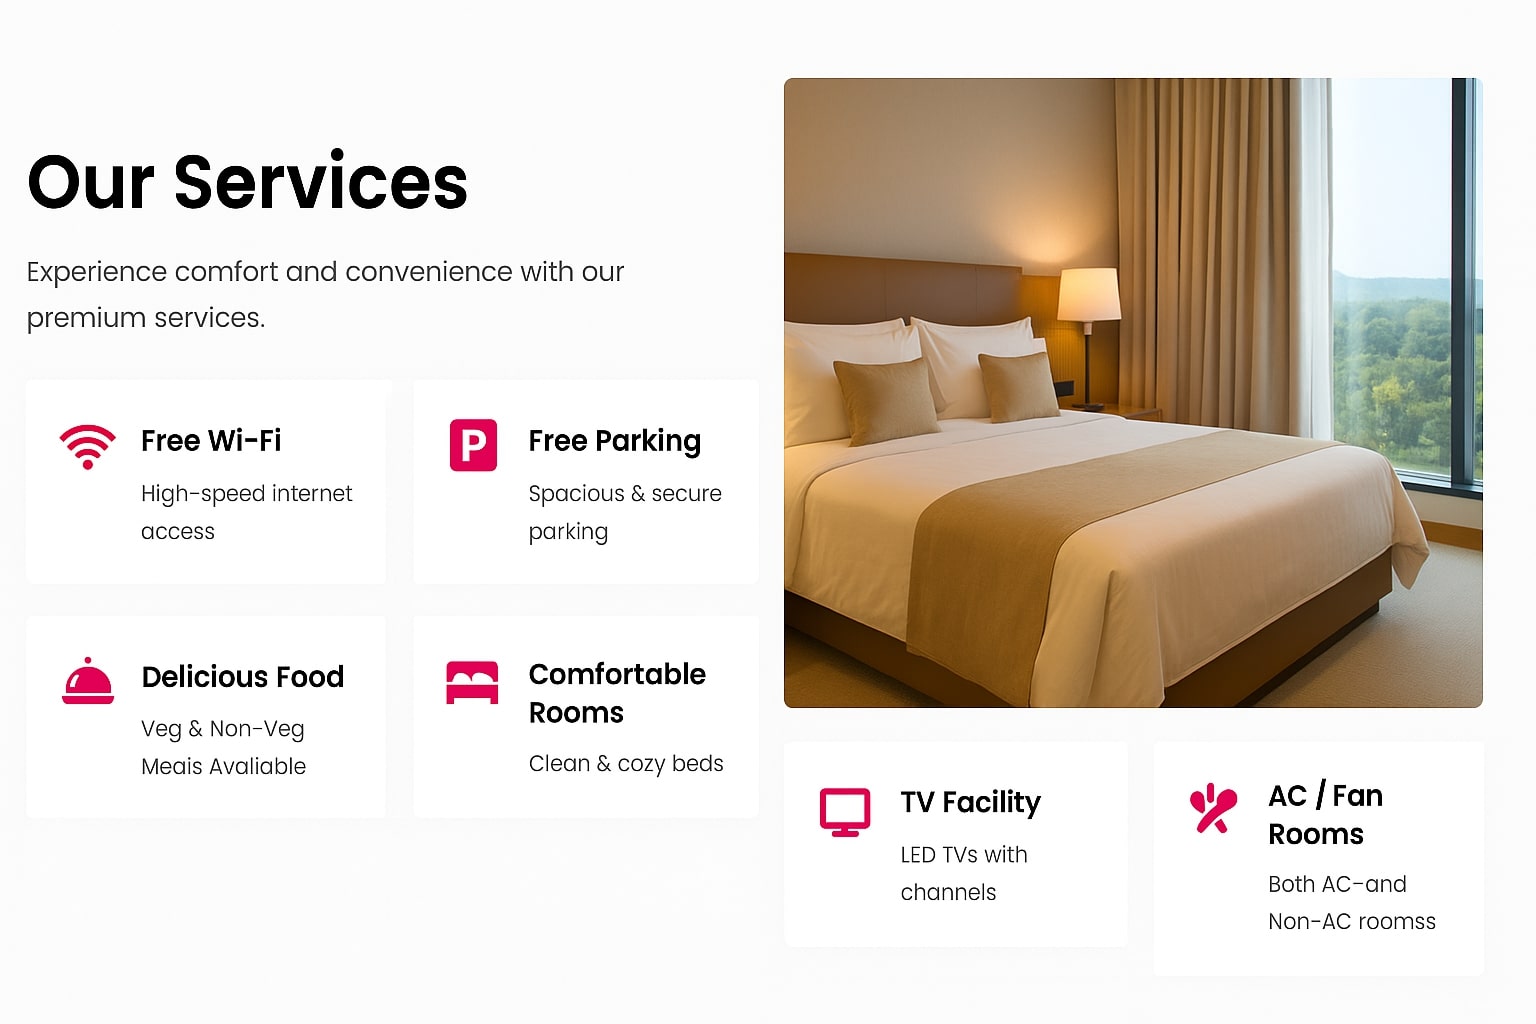 Our Services
Experience comfort and convenience with our
premium services.
Free Wi-Fi
High-speed internet
access
P
Free Parking
Spacious & secure
parking
Delicious Food
Veg & Non-Veg
Meais Avaliable
Comfortable
Rooms
Clean & cozy beds
TV Facility
LED TVs with
channels
AC / Fan
Rooms
Both AC-and
Non-AC roomss